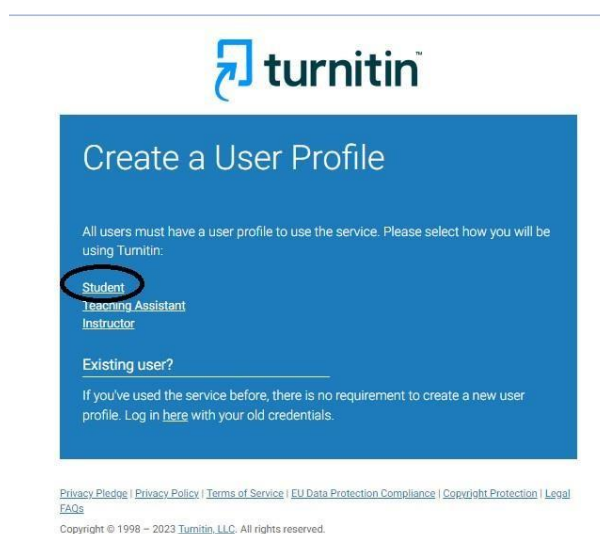 turnitin™
Create a User Profile
All users must have a user profile to use the service. Please select how you will be
using Turnitin:
Student
Teaching Assistant
Instructor
Existing user?
If you've used the service before, there is no requirement to create a new user
profile. Log in here with your old credentials.
Privacy Pledge | Privacy Policy | Terms of Service | EU Data Protection Compliance | Copyright Protection | Legal
FAQs
Copyright © 1998 – 2023 Turnitin, LLC. All rights reserved.